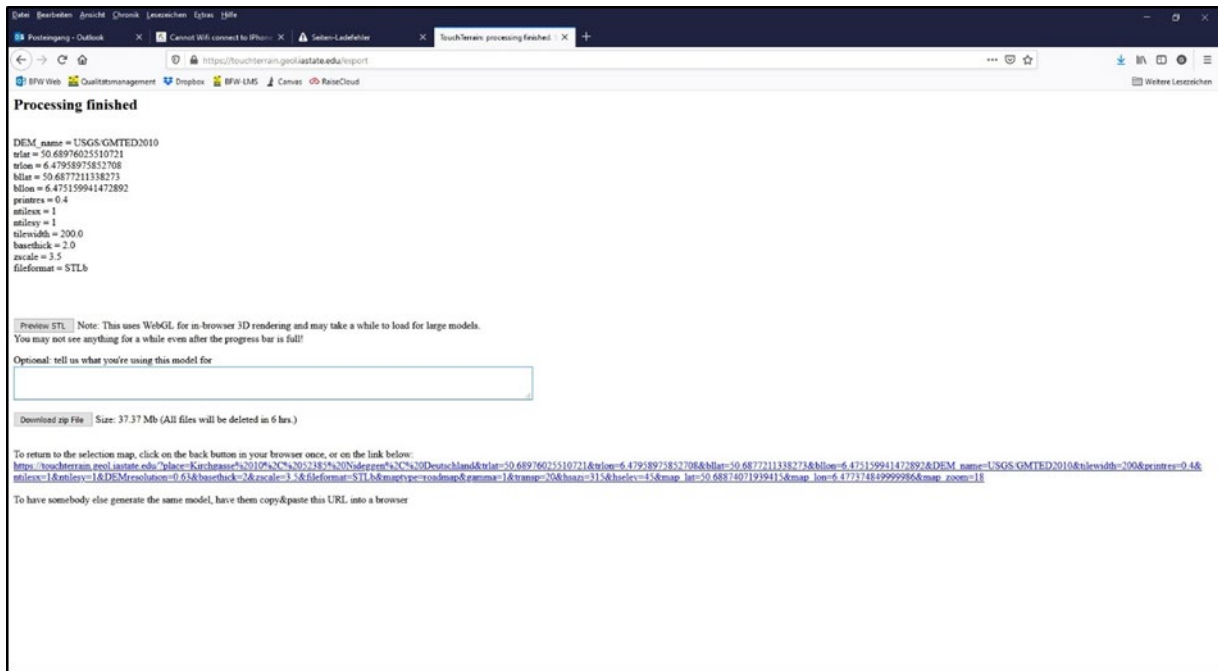 Datei Bearbeiten Ansicht Chronik Lesezeichen Extras Hilfe
Posteingang - Outlook
Cannot Wifi connect to IPhone
Seiten-Ladefehler
TouchTerrain: processing finished.
https://touchterrain.geol.iastate.edu/export
BFW Web Qualitätsmanagement Dropbox BFW-LMS Canvas RaiseCloud
Weitere Lesezeichen
Processing finished
DEM_name = USGS/GMTED2010
trlat = 50.68976025510721
trlon = 6.47958975852708
bllat = 50.6877211338273
bllon = 6.475159941472892
printres = 0.4
ntilesx = 1
ntilesy = 1
tilewidth = 200.0
basethick = 2.0
zscale = 3.5
fileformat = STLb
Preview STL Note: This uses WebGL for in-browser 3D rendering and may take a while to load for large models.
You may not see anything for a while even after the progress bar is full!
Optional: tell us what you're using this model for
Download zip File Size: 37.37 Mb (All files will be deleted in 6 hrs.)
To return to the selection map, click on the back button in your browser once, or on the link below:
https://touchterrain.geol.iastate.edu/?place=Kirchgasse%2010%2C%2052385%20Nideggen%2C%20Deutschland&trlat=50.68976025510721&trlon=6.47958975852708&bllat=50.6877211338273&bllon=6.475159941472892&DEM_name=USGS/GMTED2010&tilewidth=200&printres=0.4&
ntilesx=1&ntilesy=1&DEMresolution=0.63&basethick=2&zscale=3.5&fileformat=STLb&maptype=roadmap&gamma=1&transp=20&hsazi=315&hselev=45&map_lat=50.68874071939415&map_lon=6.477374849999986&map_zoom=18
To have somebody else generate the same model, have them copy&paste this URL into a browser